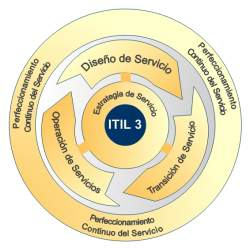 Diseño de Servicio
Perfeccionamiento
Continuo del Servicio
Perfeccionamiento
Continuo del Servicio
Estrategia de Servicio
ITIL 3
Operación de Servicios
Transición de Servicio
Perfeccionamiento
Continuo del Servicio